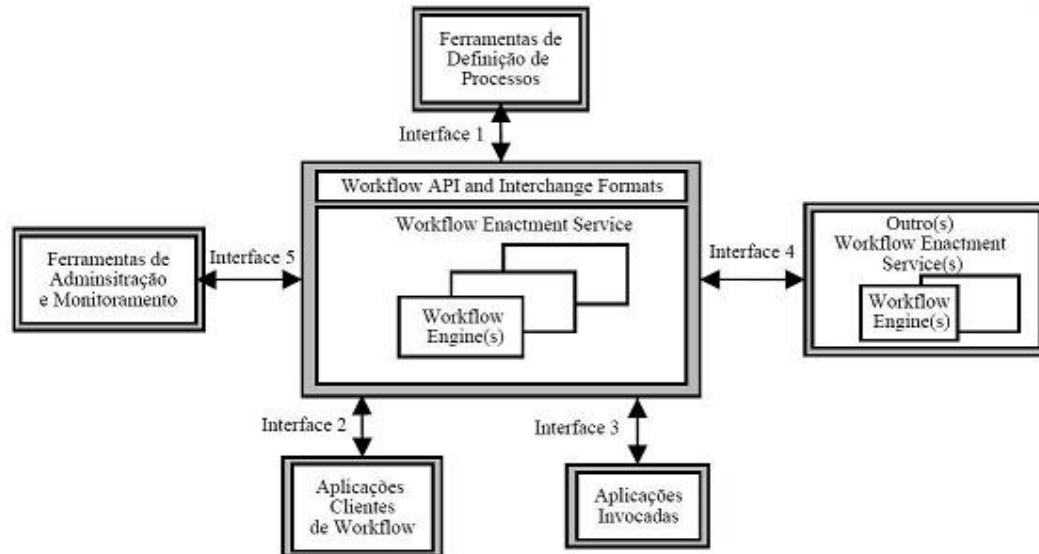 Ferramentas de
Definição de
Processos
Interface 1
Workflow API and Interchange Formats
Workflow Enactment Service
Workflow
Engine(s)
Ferramentas de
Adminsitração
e Monitoramento
Interface 5
Interface 4
Outro(s)
Workflow Enactment
Service(s)
Workflow
Engine(s)
Interface 2
Interface 3
Aplicações
Clientes
de Workflow
Aplicações
Invocadas